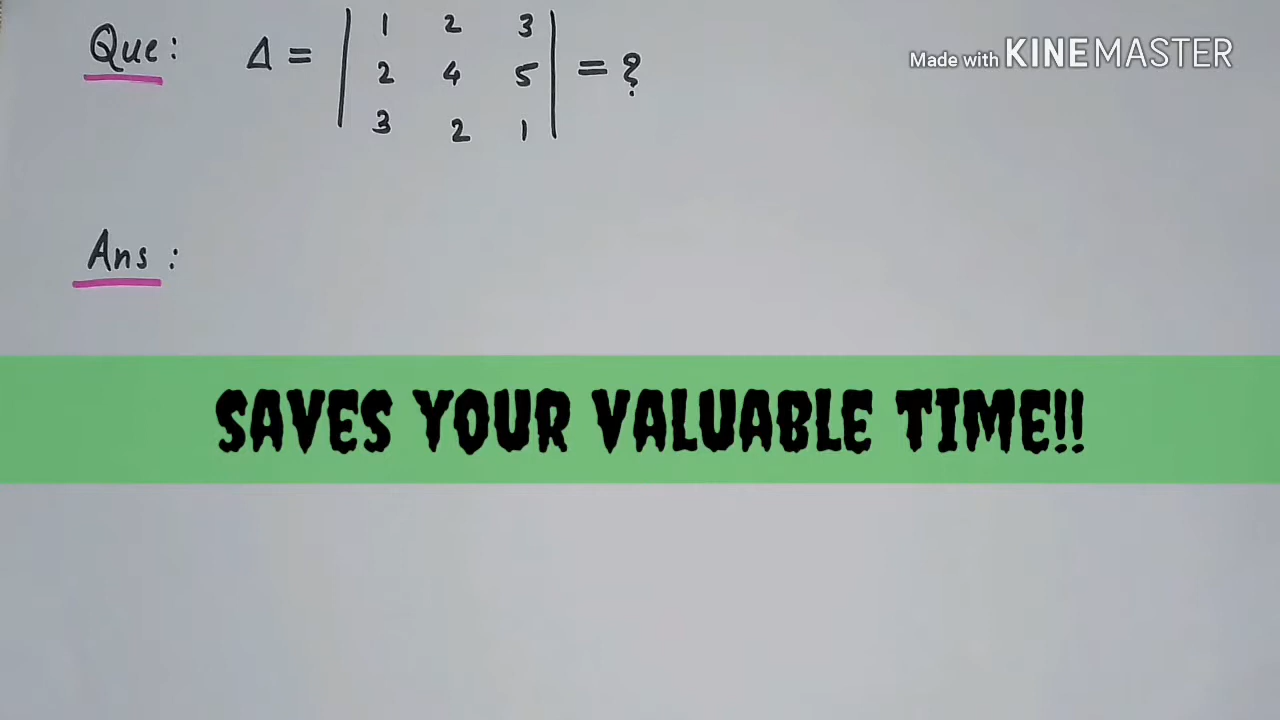 Que: Δ = | 1 2 3 | = ?
| 2 4 5 |
| 3 2 1 |
Made with KINEMASTER
Ans :
SAVES YOUR VALUABLE TIME!!